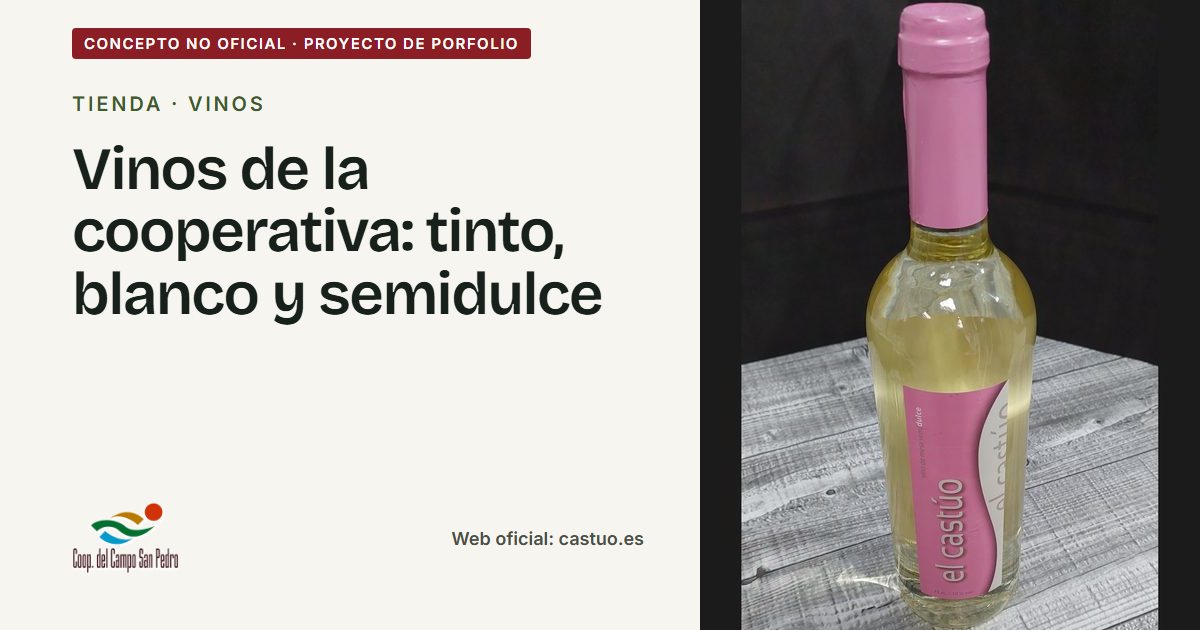 CONCEPTO NO OFICIAL · PROYECTO DE PORFOLIO
TIENDA · VINOS
Vinos de la
cooperativa: tinto,
blanco y semidulce
Coop. del Campo San Pedro
Web oficial: castuo.es
dulce
el castúo
el castúo